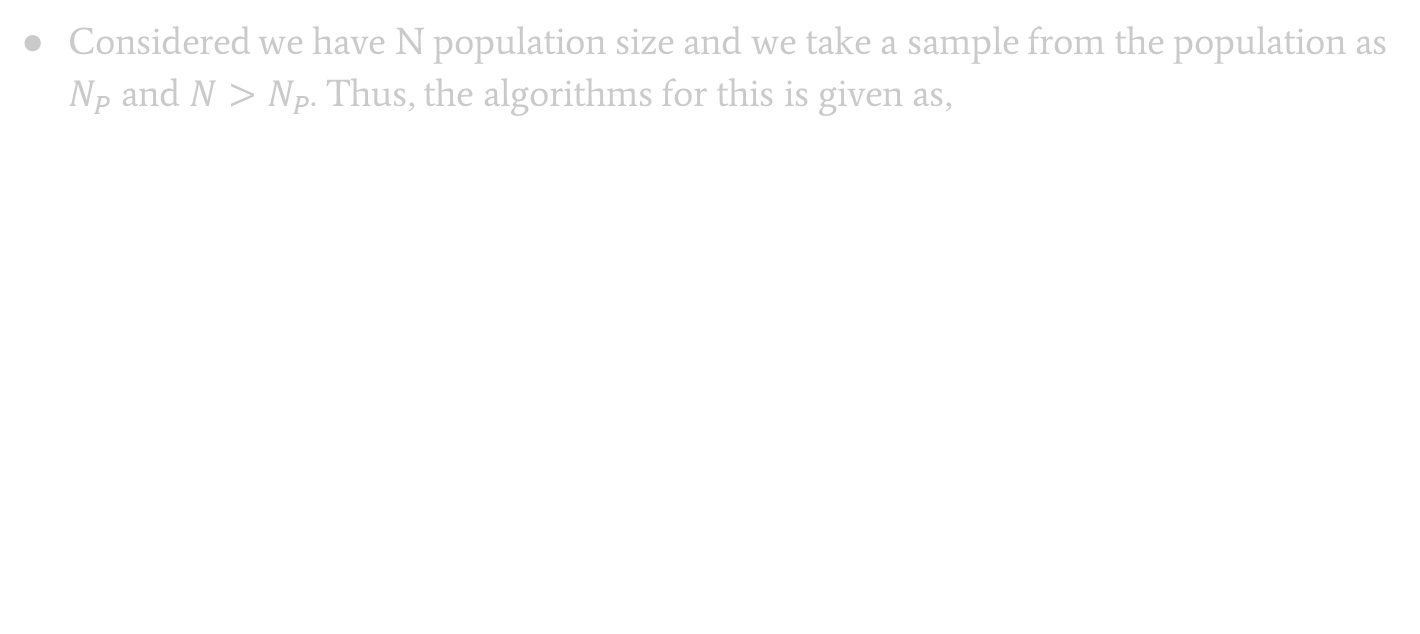 ● Considered we have N population size and we take a sample from the population as
N_P and N > N_P. Thus, the algorithms for this is given as,